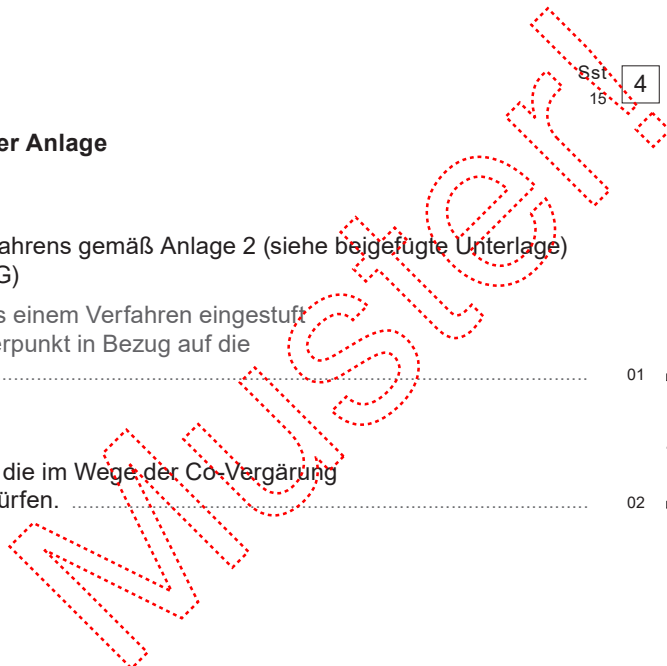 Sst 4
15
er Anlage
ahrens gemäß Anlage 2 (siehe beigefügte Unterlage)
G)
s einem Verfahren eingestuft
erpunkt in Bezug auf die
01
die im Wege der Co-Vergärung
ürfen.
02
Muster!